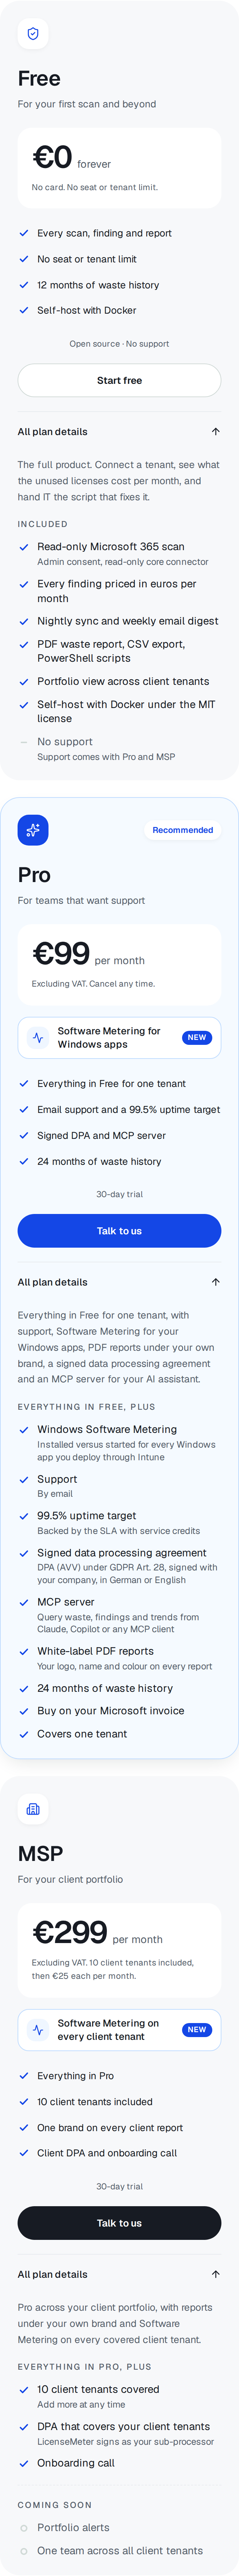 Free
For your first scan and beyond
€0 forever
No card. No seat or tenant limit.
Every scan, finding and report
No seat or tenant limit
12 months of waste history
Self-host with Docker
Open source · No support
Start free
All plan details
The full product. Connect a tenant, see what
the unused licenses cost per month, and
hand IT the script that fixes it.
INCLUDED
Read-only Microsoft 365 scan
Admin consent, read-only core connector
Every finding priced in euros per
month
Nightly sync and weekly email digest
PDF waste report, CSV export,
PowerShell scripts
Portfolio view across client tenants
Self-host with Docker under the MIT
license
No support
Support comes with Pro and MSP
Recommended
Pro
For teams that want support
€99 per month
Excluding VAT. Cancel any time.
Software Metering for
Windows apps
NEW
Everything in Free for one tenant
Email support and a 99.5% uptime target
Signed DPA and MCP server
24 months of waste history
30-day trial
Talk to us
All plan details
Everything in Free for one tenant, with
support, Software Metering for your
Windows apps, PDF reports under your own
brand, a signed data processing agreement
and an MCP server for your AI assistant.
EVERYTHING IN FREE, PLUS
Windows Software Metering
Installed versus started for every Windows
app you deploy through Intune
Support
By email
99.5% uptime target
Backed by the SLA with service credits
Signed data processing agreement
DPA (AVV) under GDPR Art. 28, signed with
your company, in German or English
MCP server
Query waste, findings and trends from
Claude, Copilot or any MCP client
White-label PDF reports
Your logo, name and colour on every report
24 months of waste history
Buy on your Microsoft invoice
Covers one tenant
MSP
For your client portfolio
€299 per month
Excluding VAT. 10 client tenants included,
then €25 each per month.
Software Metering on
every client tenant
NEW
Everything in Pro
10 client tenants included
One brand on every client report
Client DPA and onboarding call
30-day trial
Talk to us
All plan details
Pro across your client portfolio, with reports
under your own brand and Software
Metering on every covered client tenant.
EVERYTHING IN PRO, PLUS
10 client tenants covered
Add more at any time
DPA that covers your client tenants
LicenseMeter signs as your sub-processor
Onboarding call
COMING SOON
Portfolio alerts
One team across all client tenants